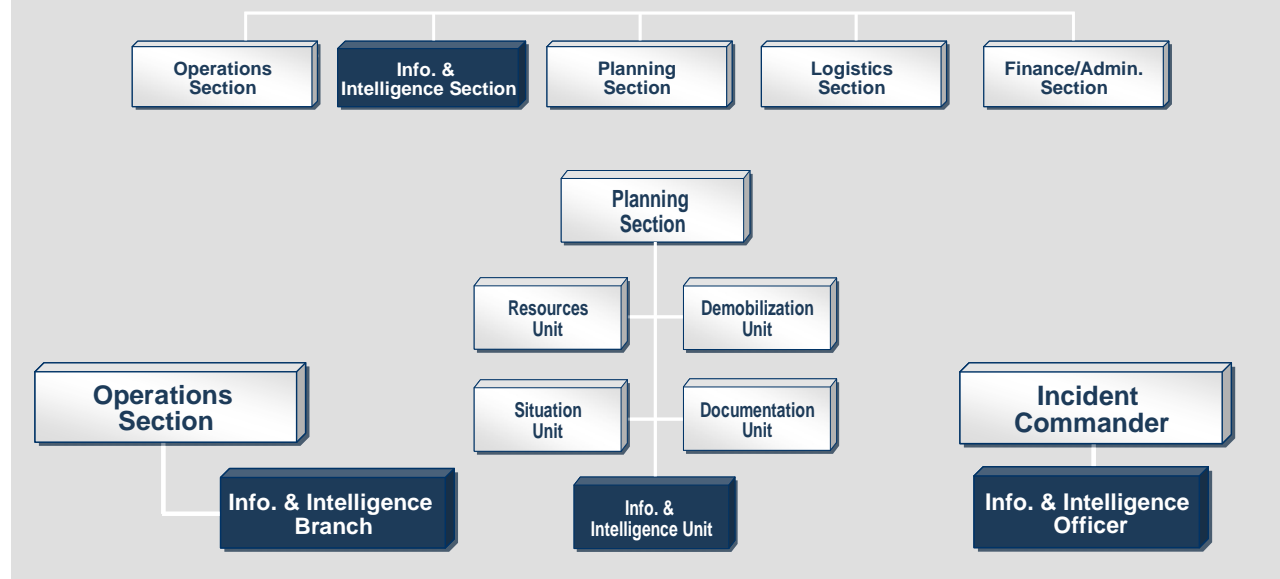 Operations
Section
Info. &
Intelligence Section
Planning
Section
Logistics
Section
Finance/Admin.
Section
Planning
Section
Resources
Unit
Demobilization
Unit
Situation
Unit
Documentation
Unit
Info. &
Intelligence Unit
Operations
Section
Info. & Intelligence
Branch
Incident
Commander
Info. & Intelligence
Officer